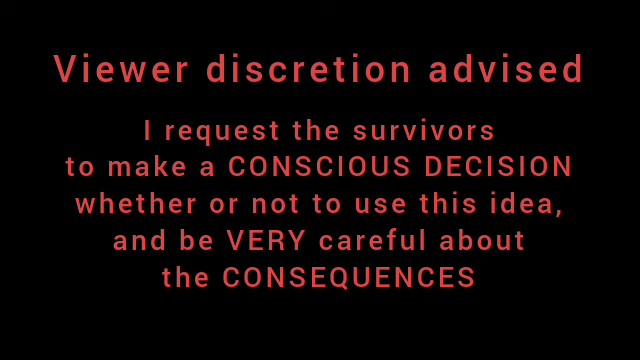 Viewer discretion advised
I request the survivors
to make a CONSCIOUS DECISION
whether or not to use this idea,
and be VERY careful about
the CONSEQUENCES